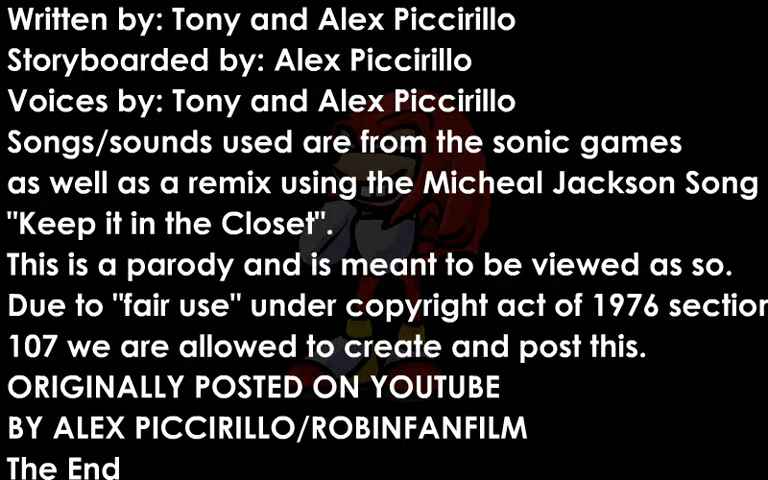 Written by: Tony and Alex Piccirillo
Storyboarded by: Alex Piccirillo
Voices by: Tony and Alex Piccirillo
Songs/sounds used are from the sonic games
as well as a remix using the Micheal Jackson Song
"Keep it in the Closet".
This is a parody and is meant to be viewed as so.
Due to "fair use" under copyright act of 1976 section
107 we are allowed to create and post this.
ORIGINALLY POSTED ON YOUTUBE
BY ALEX PICCIRILLO/ROBINFANFILM
The End